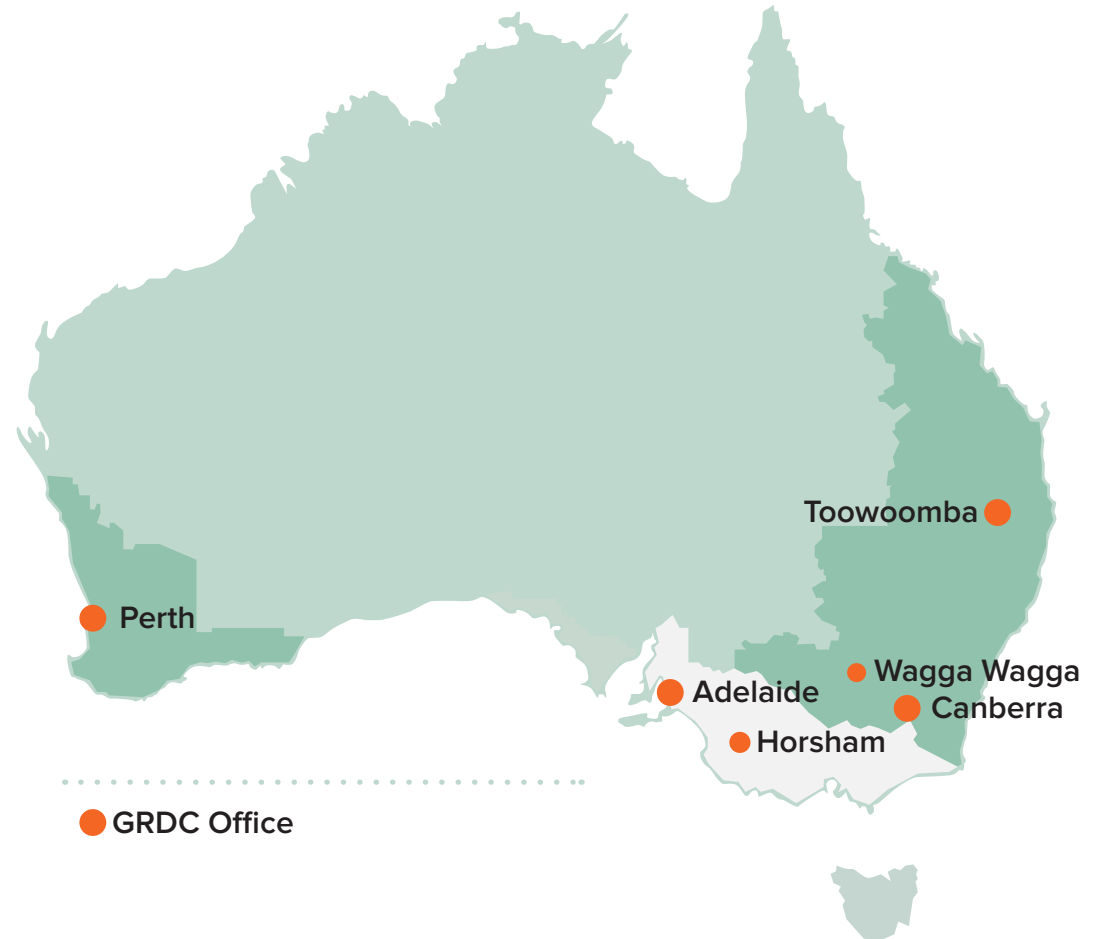 Toowoomba
Perth
Wagga Wagga
Adelaide
Canberra
Horsham
GRDC Office